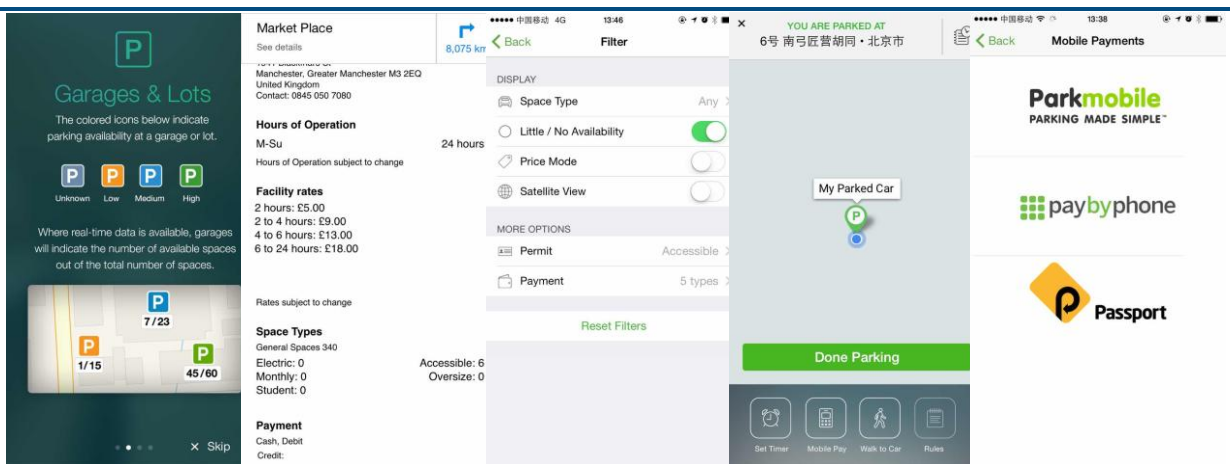 P
Garages & Lots
The colored icons below indicate
parking availability at a garage or lot.
P P P P
Unknown Low Medium High
Where real-time data is available, garages
will indicate the number of available spaces
out of the total number of spaces.
P
7/23
P
1/15
P
45/60
× Skip
Market Place
See details
8,075 km
Manchester, Greater Manchester M3 2EQ
United Kingdom
Contact: 0845 050 7080
Hours of Operation
M-Su 24 hours
Hours of Operation subject to change
Facility rates
2 hours: £5.00
2 to 4 hours: £9.00
4 to 6 hours: £13.00
6 to 24 hours: £18.00
Rates subject to change
Space Types
General Spaces 340
Electric: 0 Accessible: 6
Monthly: 0 Oversize: 0
Student: 0
Payment
Cash, Debit
Credit:
中国移动 4G 13:46
Back Filter
DISPLAY
Space Type Any
Little / No Availability
Price Mode
Satellite View
MORE OPTIONS
Permit Accessible
Payment 5 types
Reset Filters
× YOU ARE PARKED AT
6号 南弓匠营胡同・北京市
My Parked Car
P
Done Parking
Set Timer Mobile Pay Walk to Car Rules
中国移动 13:38
Back Mobile Payments
Parkmobile
PARKING MADE SIMPLE™
paybyphone
Passport